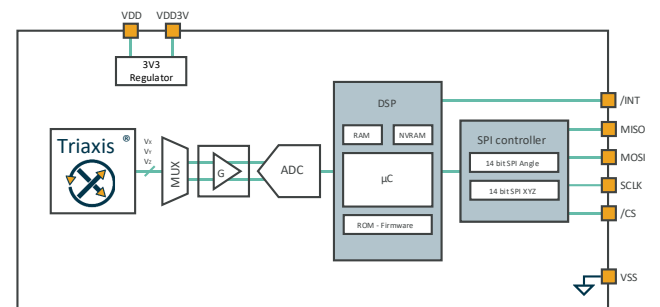 VDD VDD3V
3V3
Regulator
DSP
/INT
RAM NVRAM
SPI controller
MISO
Triaxis ®
VX
VY
VZ
MUX
G
ADC
µC
14 bit SPI Angle
MOSI
14 bit SPI XYZ
SCLK
ROM - Firmware
/CS
VSS